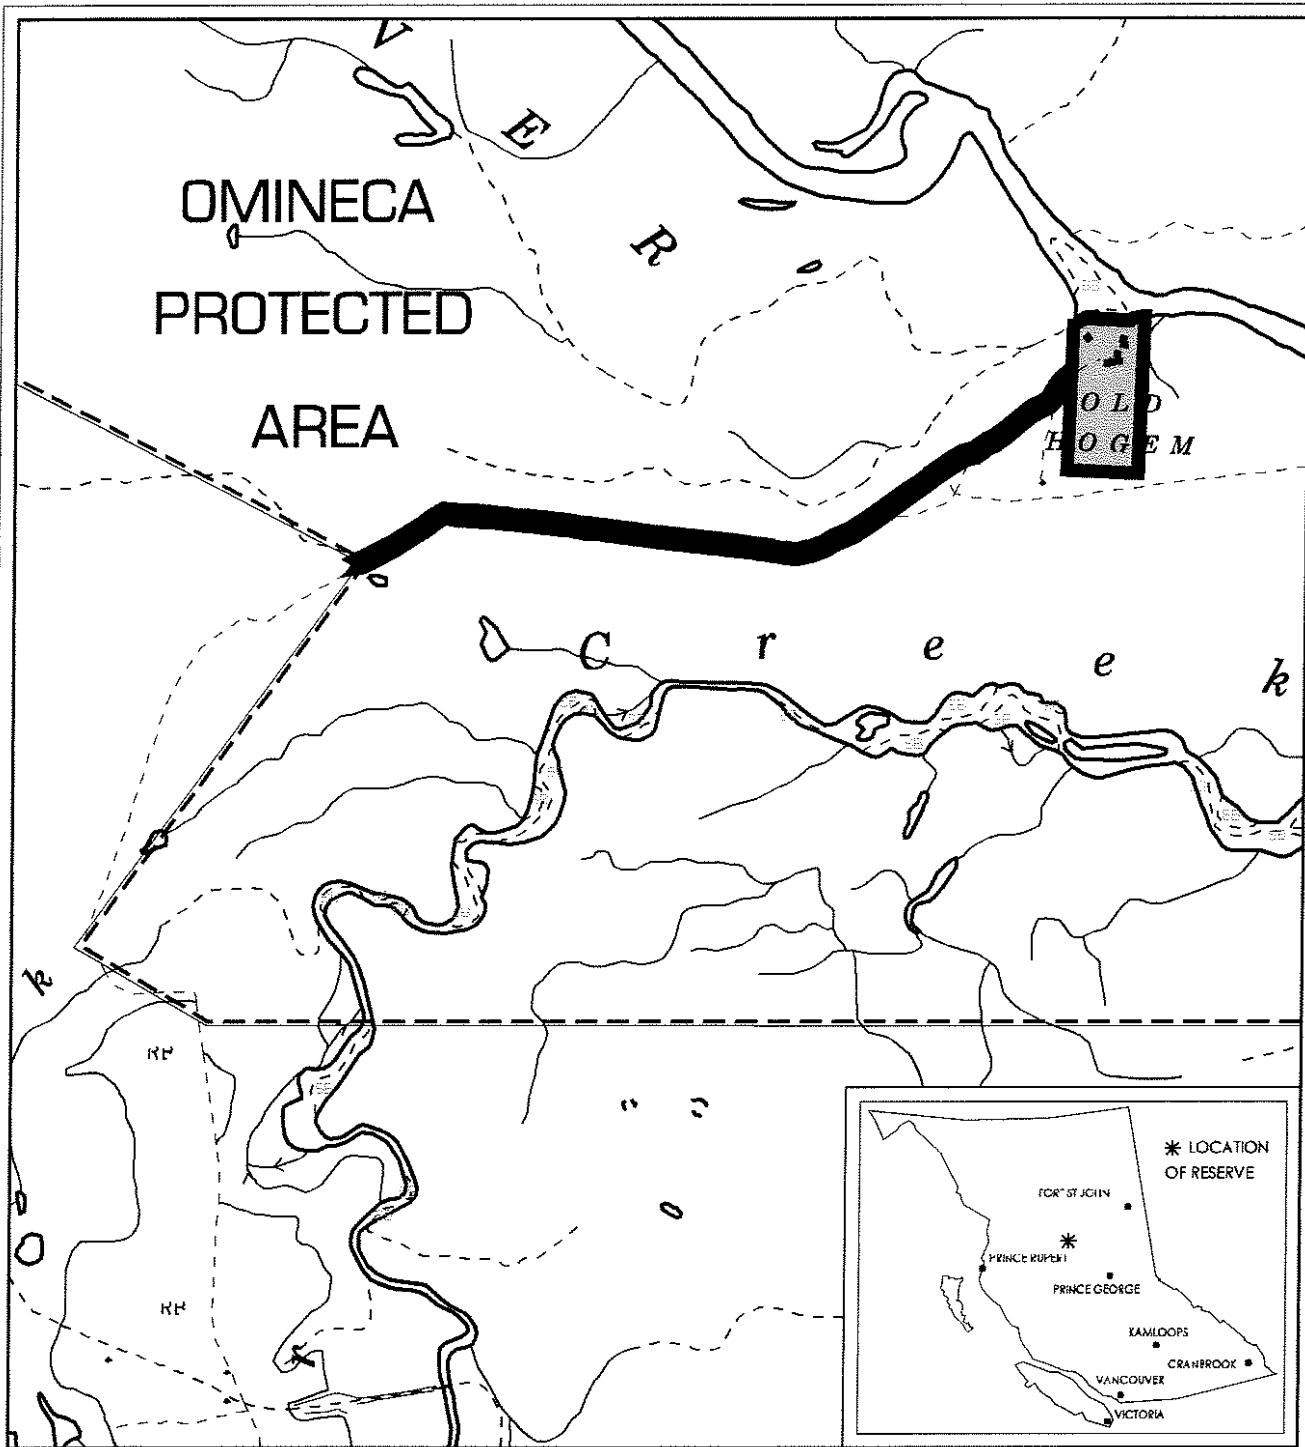 V
E
R
OMINECA
PROTECTED
AREA
OLD
HOGEM
C r e e k
k
RP
RP
LOCATION
OF RESERVE
FORT ST JOHN
PRINCE RUPERT
PRINCE GEORGE
KAMLOOPS
CRANBROOK
VANCOUVER
VICTORIA